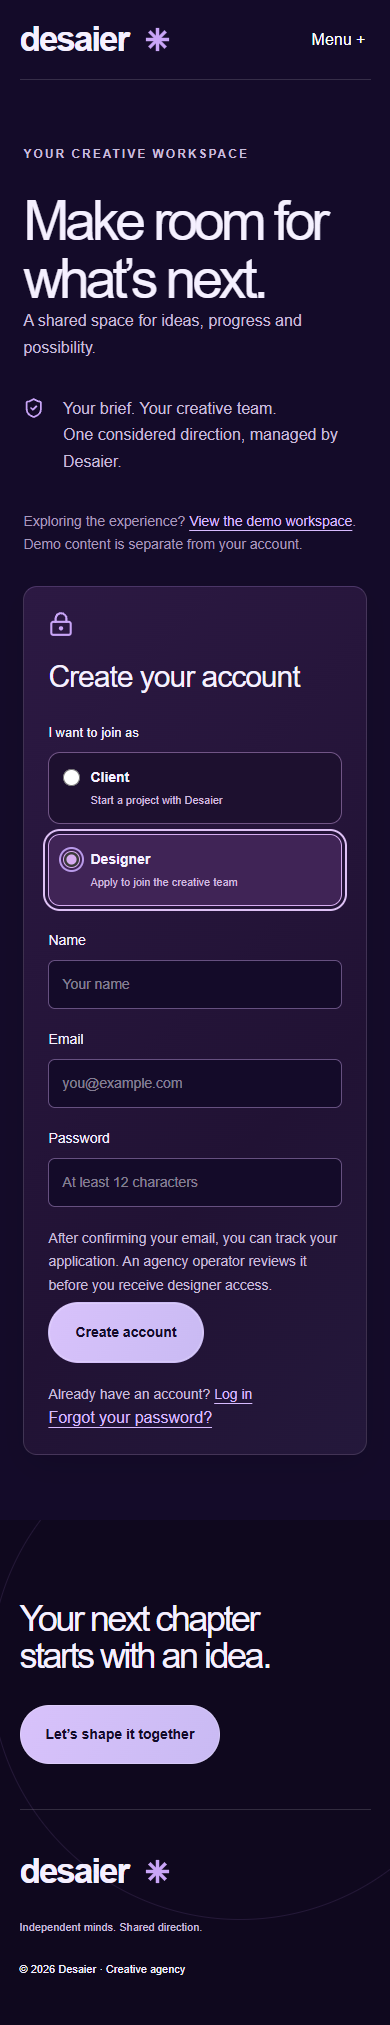 desaier
Menu +
YOUR CREATIVE WORKSPACE
Make room for
what’s next.
A shared space for ideas, progress and
possibility.
Your brief. Your creative team.
One considered direction, managed by
Desaier.
Exploring the experience? View the demo workspace.
Demo content is separate from your account.
Create your account
I want to join as
Client
Start a project with Desaier
Designer
Apply to join the creative team
Name
Your name
Email
you@example.com
Password
At least 12 characters
After confirming your email, you can track your
application. An agency operator reviews it
before you receive designer access.
Create account
Already have an account? Log in
Forgot your password?
Your next chapter
starts with an idea.
Let’s shape it together
desaier
Independent minds. Shared direction.
© 2026 Desaier · Creative agency